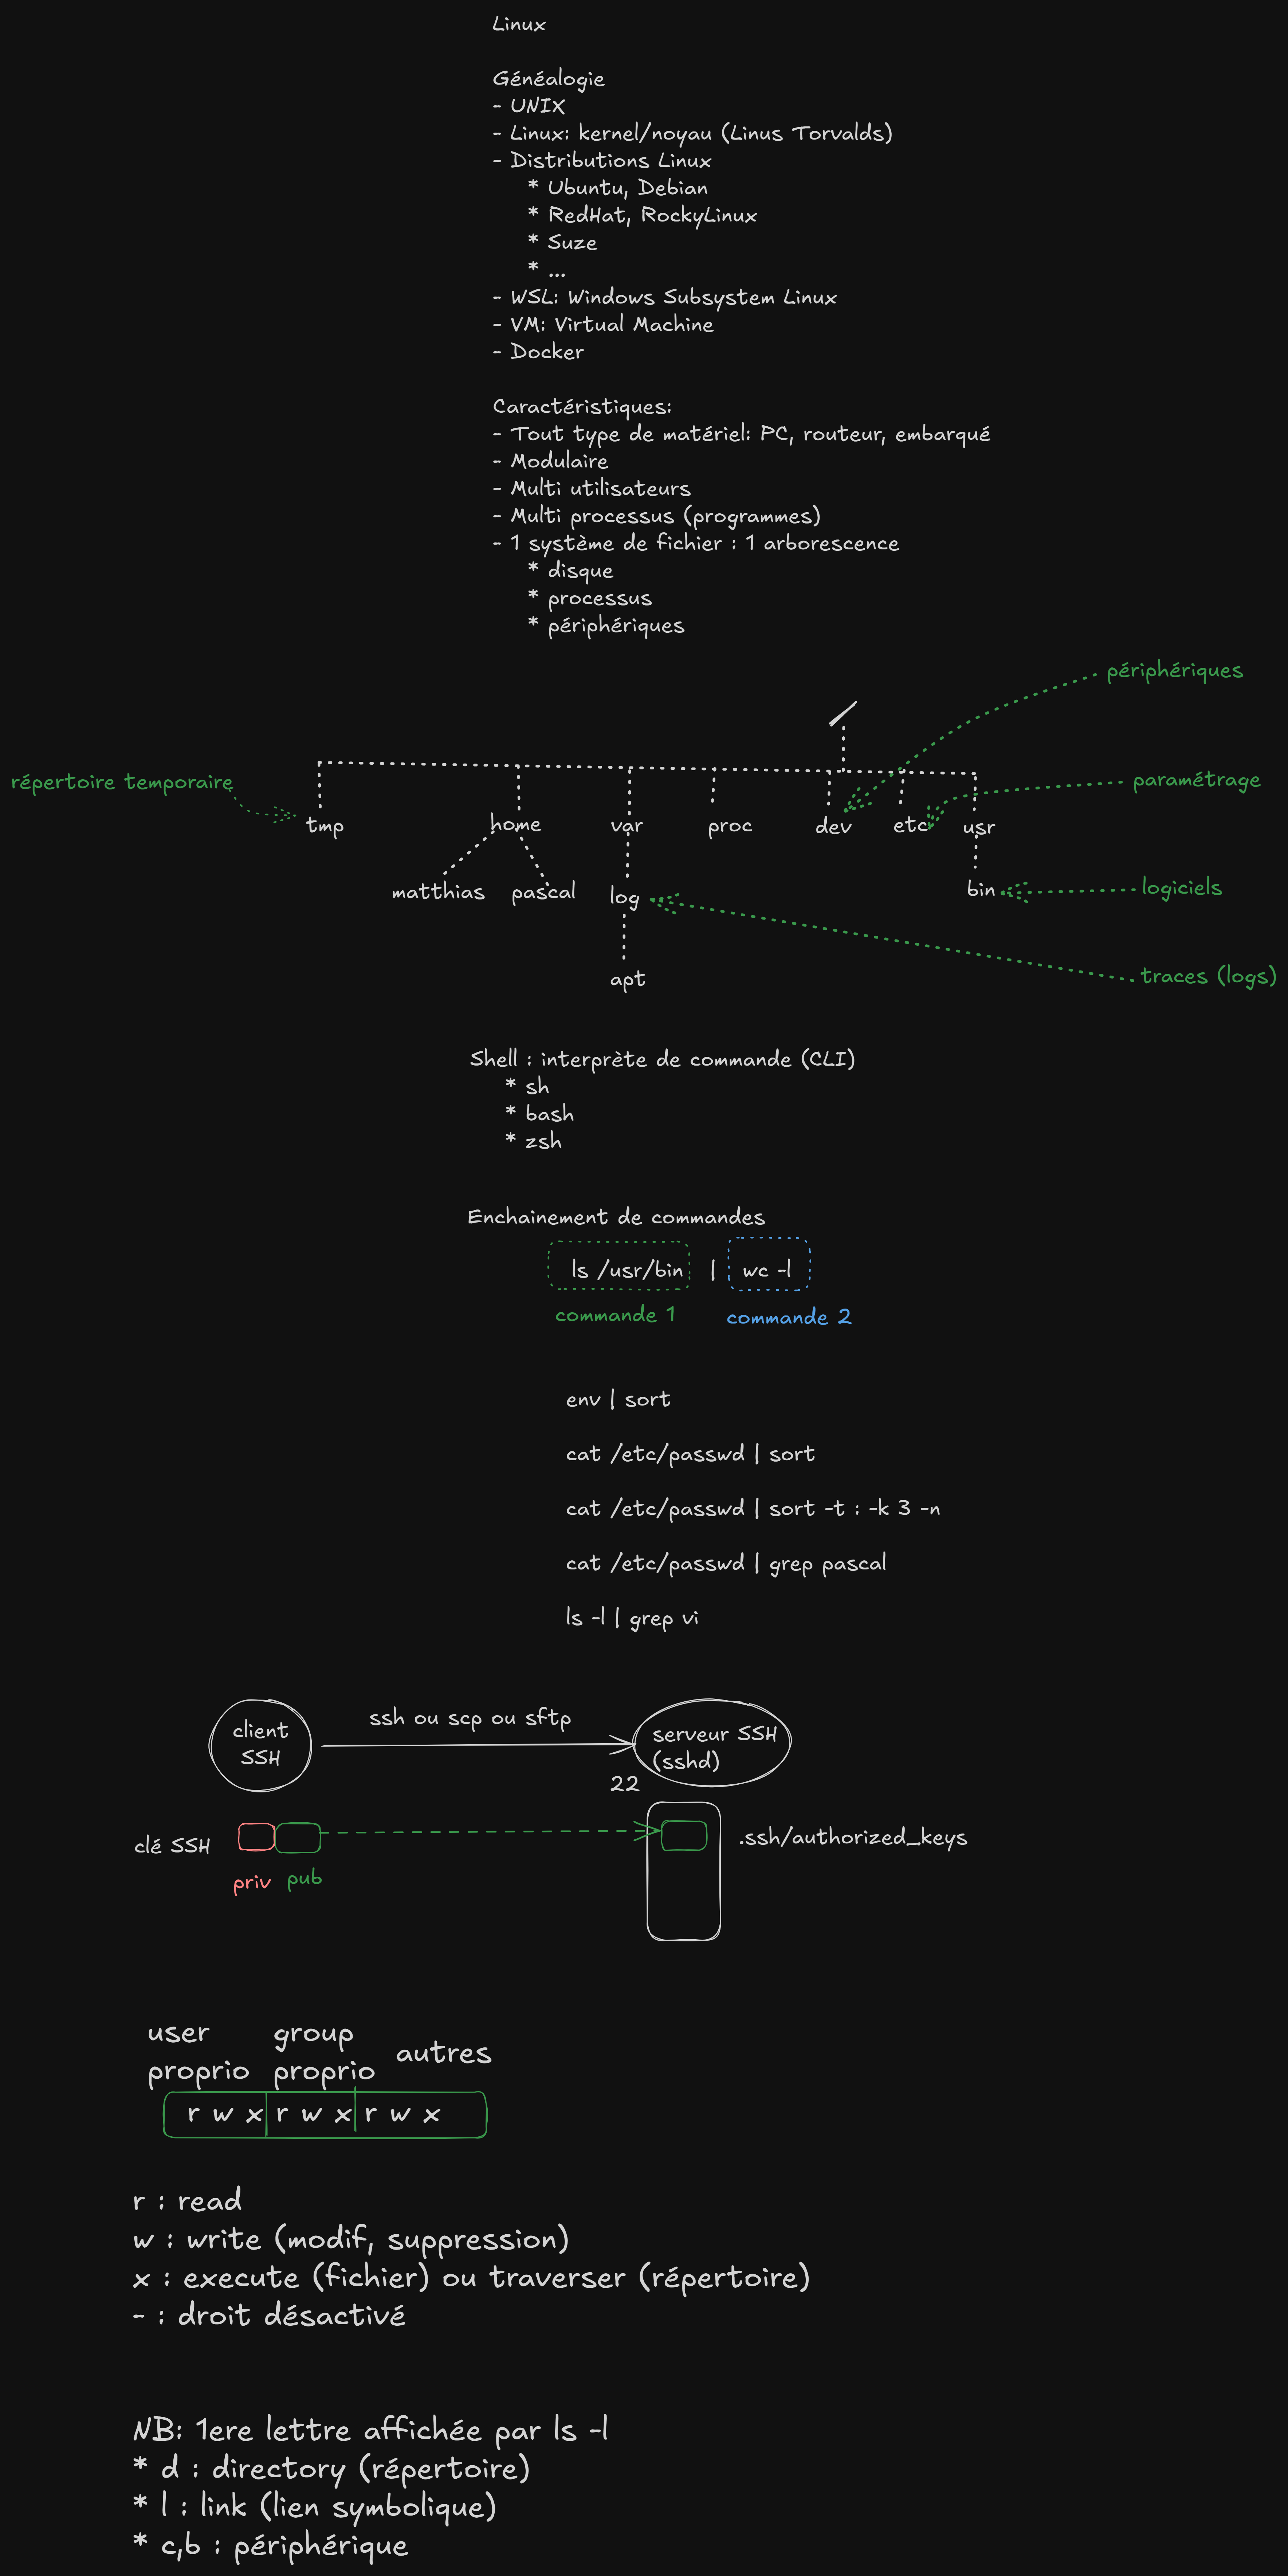 Linux
Généalogie
- UNIX
- Linux: kernel/noyau (Linus Torvalds)
- Distributions Linux
* Ubuntu, Debian
* RedHat, RockyLinux
* Suze
* ...
- WSL: Windows Subsystem Linux
- VM: Virtual Machine
- Docker
Caractéristiques:
- Tout type de matériel: PC, routeur, embarqué
- Modulaire
- Multi utilisateurs
- Multi processus (programmes)
- 1 système de fichier : 1 arborescence
* disque
* processus
* périphériques
périphériques
/
répertoire temporaire
paramétrage
tmp home var proc dev etc usr
matthias pascal log bin logiciels
apt traces (logs)
Shell : interprète de commande (CLI)
* sh
* bash
* zsh
Enchainement de commandes
ls /usr/bin | wc -l
commande 1 commande 2
env | sort
cat /etc/passwd | sort
cat /etc/passwd | sort -t : -k 3 -n
cat /etc/passwd | grep pascal
ls -l | grep vi
ssh ou scp ou sftp
client
SSH
serveur SSH
(sshd)
22
clé SSH
.ssh/authorized_keys
priv pub
user
proprio
group
proprio
autres
r w x r w x r w x
r : read
w : write (modif, suppression)
x : execute (fichier) ou traverser (répertoire)
- : droit désactivé
NB: 1ere lettre affichée par ls -l
* d : directory (répertoire)
* l : link (lien symbolique)
* c,b : périphérique